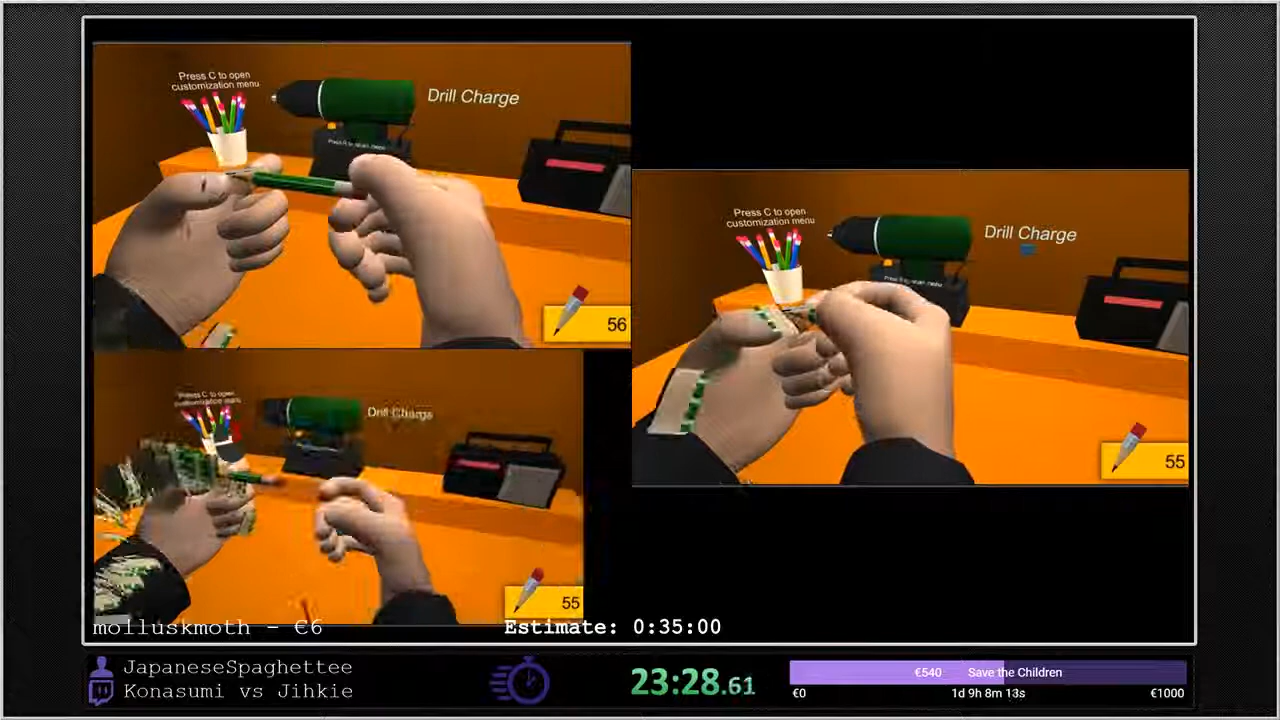 Press C to open
customization menu
Drill Charge
56
Press C to open
customization menu
Drill Charge
55
Press C to open
customization menu
Drill Charge
55
molluskmoth - €6
Estimate: 0:35:00
JapaneseSpaghettee
Konasumi vs Jihkie
23:28.61
€540 Save the Children
€0 1d 9h 8m 13s €1000